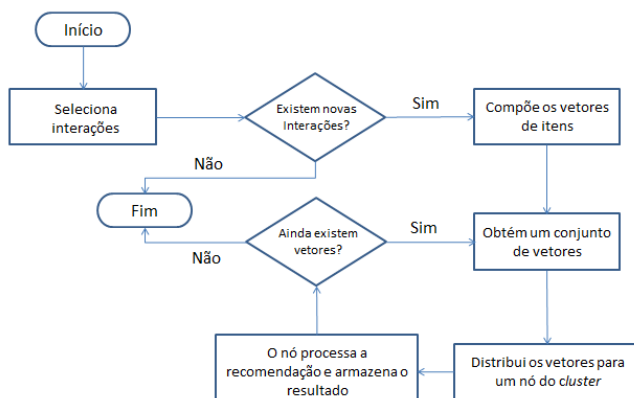 Início
Seleciona
interações
Existem novas
Interações?
Sim
Compõe os vetores
de itens
Não
Fim
Ainda existem
vetores?
Sim
Não
Obtém um conjunto
de vetores
O nó processa a
recomendação e armazena o
resultado
Distribui os vetores para
um nó do cluster